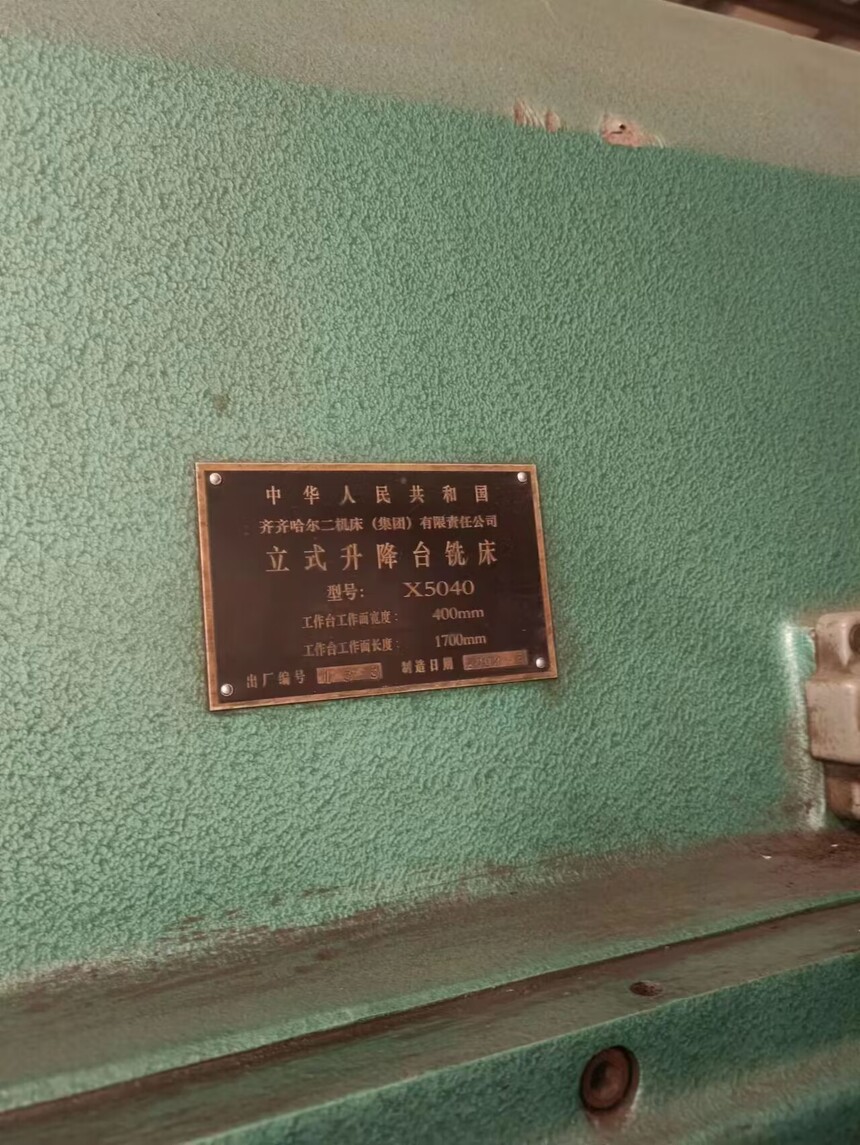 中华人民共和国
齐齐哈尔二机床（集团）有限责任公司
立式升降台铣床
型号： X5040
工作台工作面宽度： 400mm
工作台工作面长度： 1700mm
出厂编号 制造日期